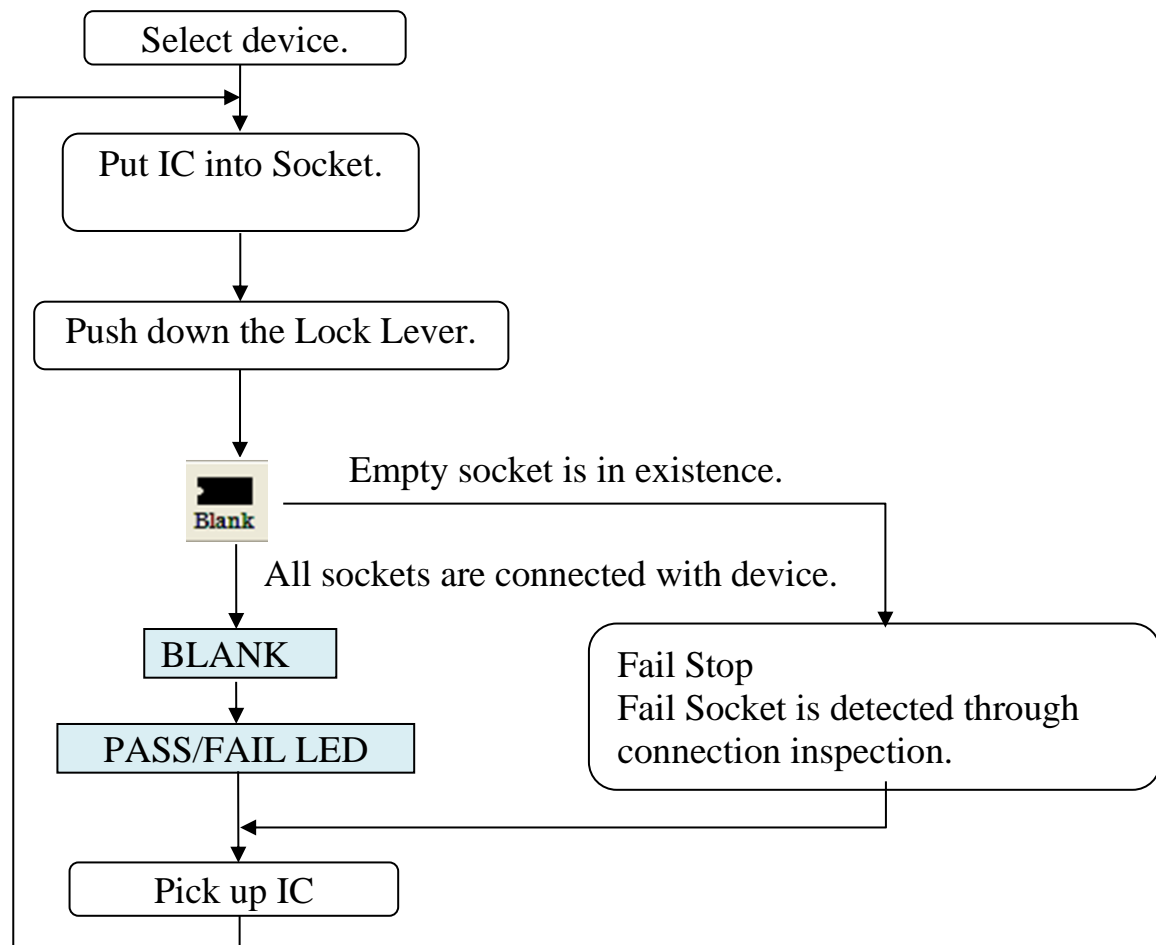 Select device.
Put IC into Socket.
Push down the Lock Lever.
Empty socket is in existence.
Blank
All sockets are connected with device.
BLANK
Fail Stop
Fail Socket is detected through
connection inspection.
PASS/FAIL LED
Pick up IC